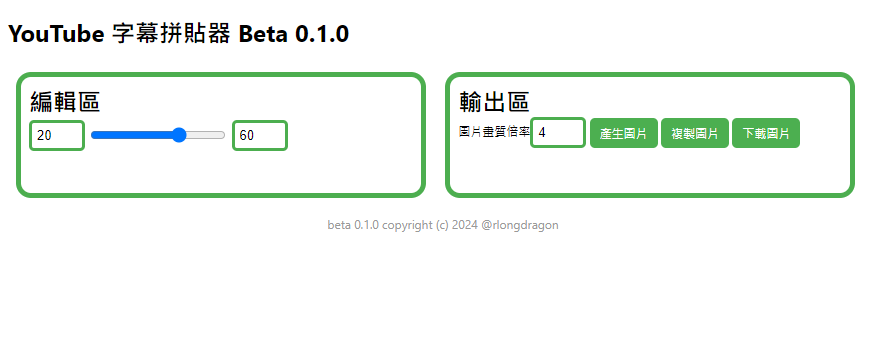 YouTube 字幕拼貼器 Beta 0.1.0
編輯區
20 60
輸出區
圖片畫質倍率 4 產生圖片 複製圖片 下載圖片
beta 0.1.0 copyright (c) 2024 @rlongdragon